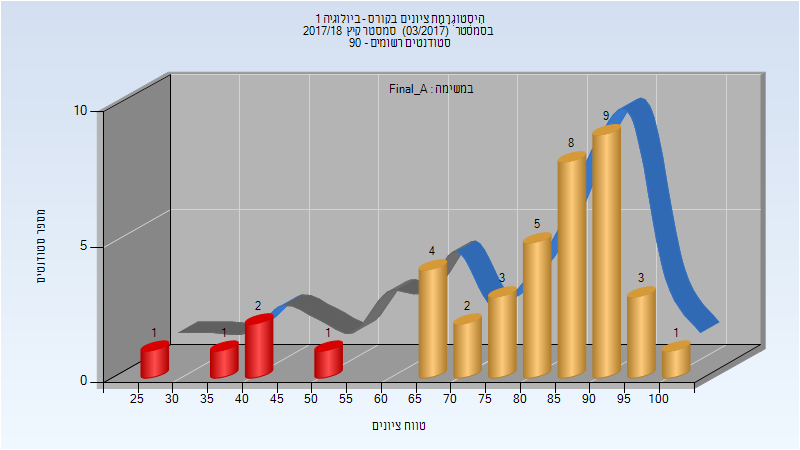 היסטוגרמת ציונים בקורס - ביולוגיה 1
בסמסטר (03/2017) סמסטר קיץ 2017/18
סטודנטים רשומים - 90
במשימה : Final_A
מספר סטודנטים
10
5
0
1 1 2 1 4 2 3 5 8 9 3 1
25 30 35 40 45 50 55 60 65 70 75 80 85 90 95 100
טווח ציונים